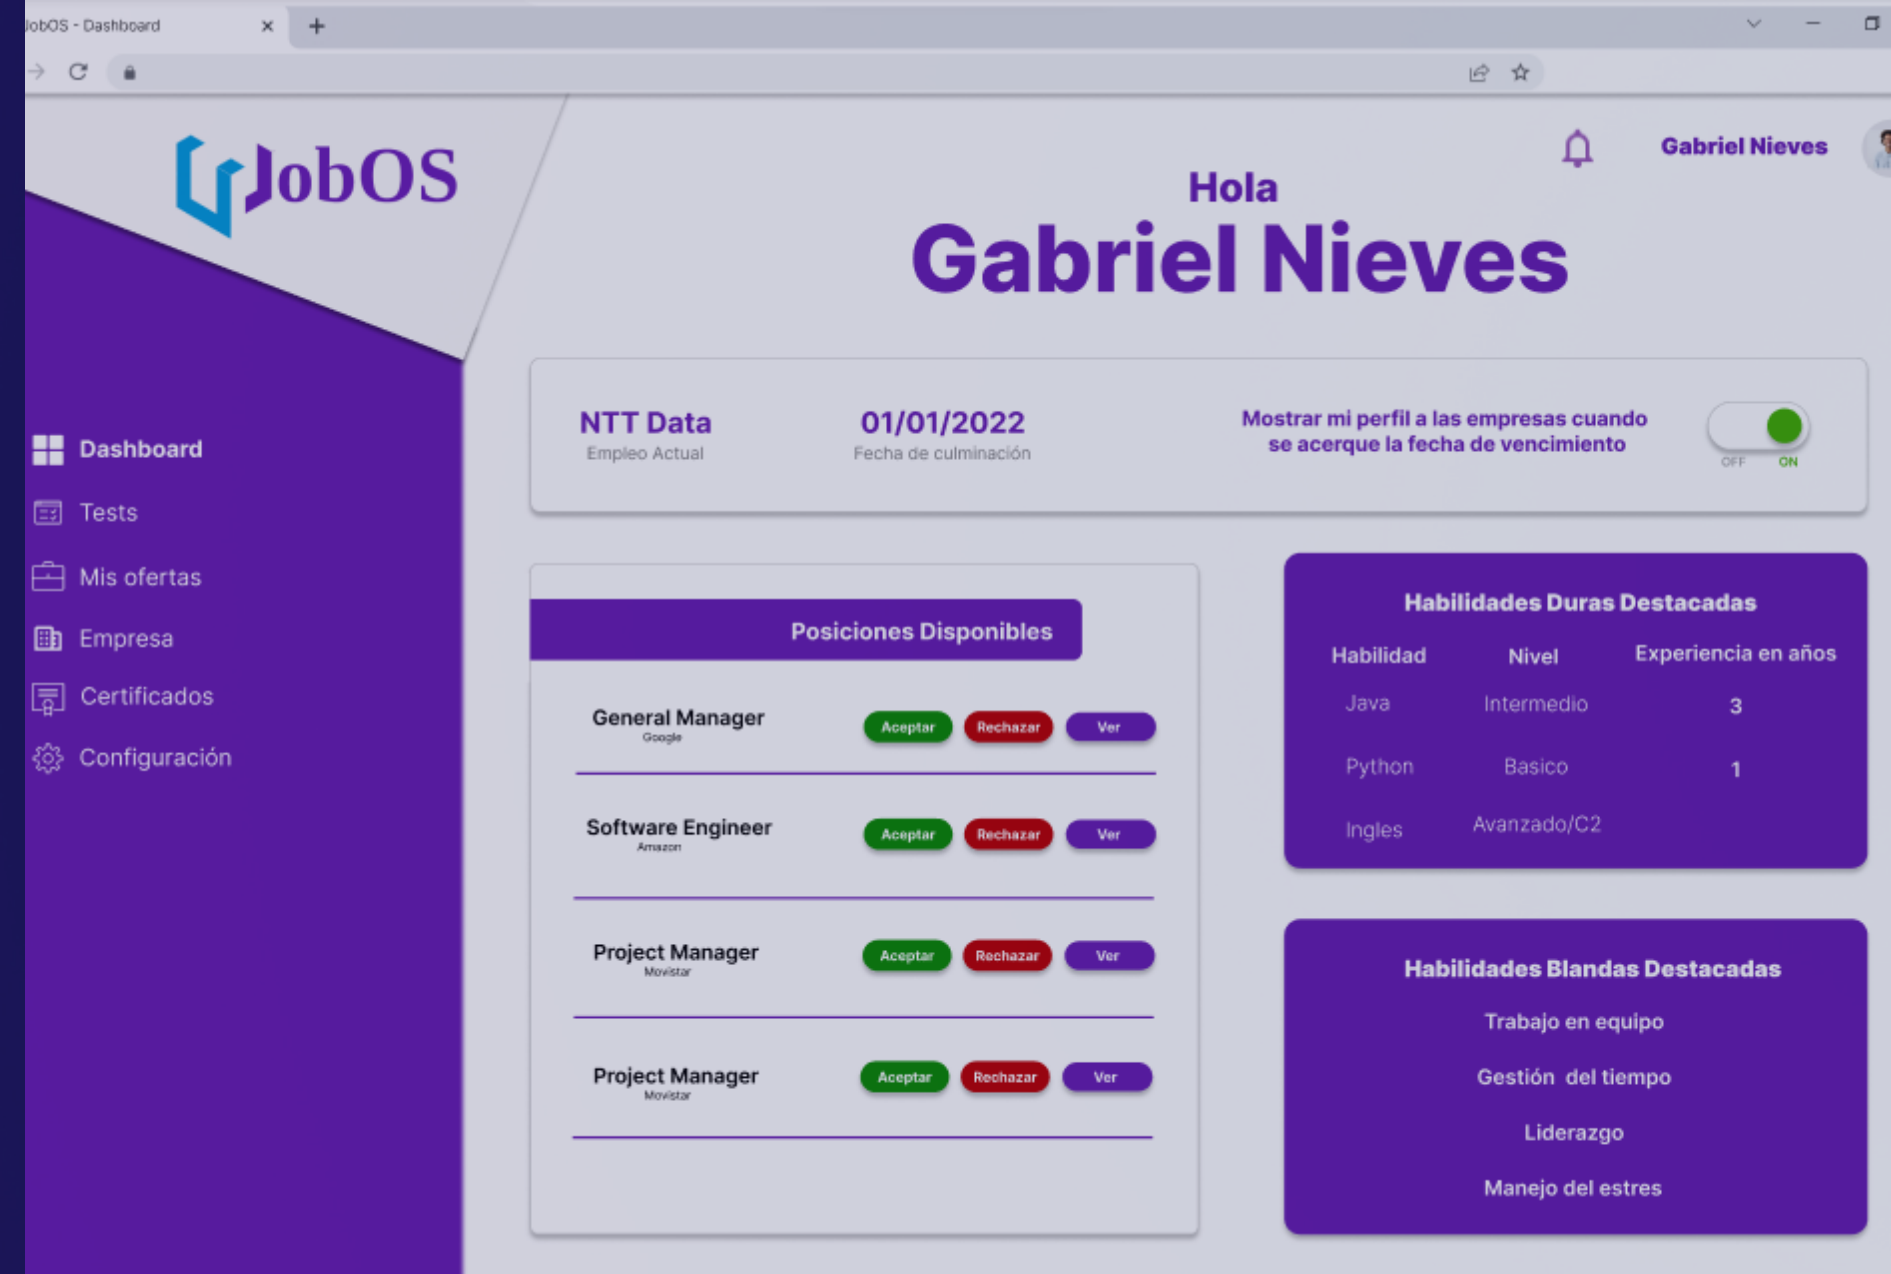 JobOS - Dashboard
JobOS
Gabriel Nieves
Hola
Gabriel Nieves
Dashboard
Tests
Mis ofertas
Empresa
Certificados
Configuración
NTT Data
Empleo Actual
01/01/2022
Fecha de culminación
Mostrar mi perfil a las empresas cuando
se acerque la fecha de vencimiento
OFF ON
Posiciones Disponibles
General Manager
Google
Aceptar Rechazar Ver
Software Engineer
Amazon
Aceptar Rechazar Ver
Project Manager
Movistar
Aceptar Rechazar Ver
Project Manager
Movistar
Aceptar Rechazar Ver
Habilidades Duras Destacadas
Habilidad Nivel Experiencia en años
Java Intermedio 3
Python Basico 1
Ingles Avanzado/C2
Habilidades Blandas Destacadas
Trabajo en equipo
Gestión del tiempo
Liderazgo
Manejo del estres